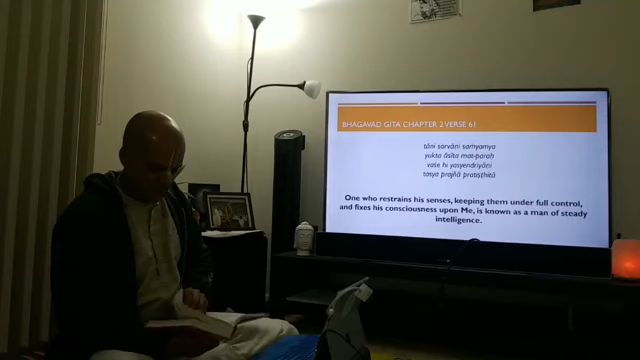 BHAGAVAD GITA CHAPTER 2 VERSE 61
tāni sarvāṇi saṁyamya
yukta āsīta mat-paraḥ
vaśe hi yasyendriyāṇi
tasya prajñā pratiṣṭhitā
One who restrains his senses, keeping them under full control,
and fixes his consciousness upon Me, is known as a man of steady
intelligence.